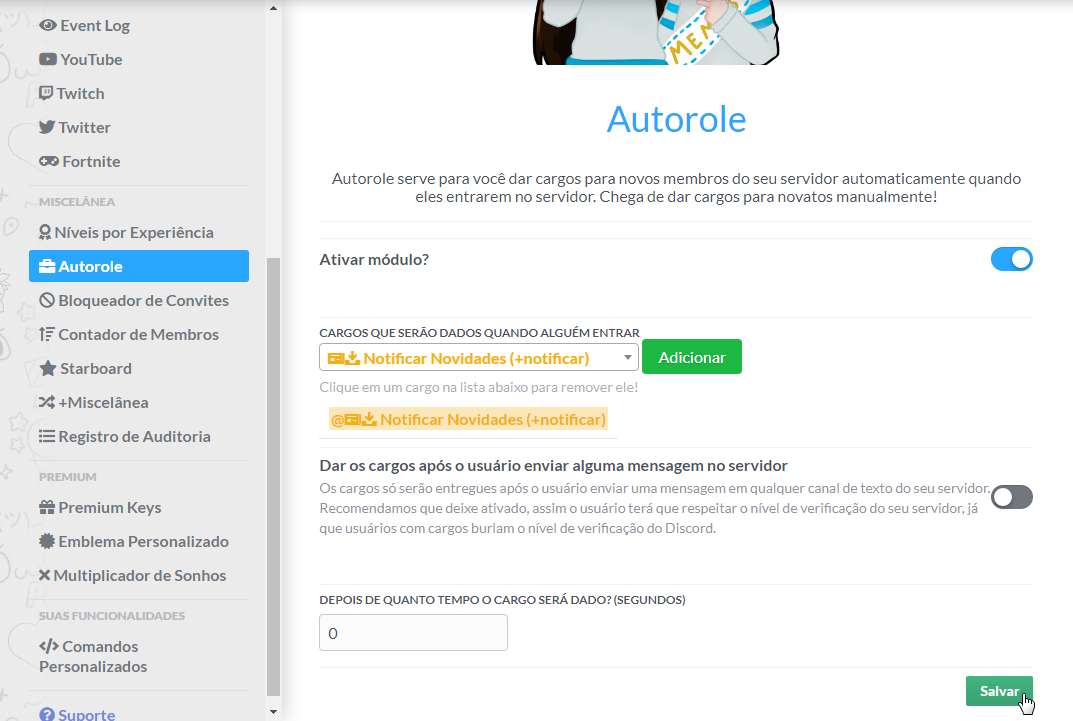 Event Log
YouTube
Twitch
Twitter
Fortnite
MISCELÂNEA
Níveis por Experiência
Autorole
Bloqueador de Convites
Contador de Membros
Starboard
+Miscelânea
Registro de Auditoria
PREMIUM
Premium Keys
Emblema Personalizado
Multiplicador de Sonhos
SUAS FUNCIONALIDADES
Comandos
Personalizados
Suporte
MEM
Autorole
Autorole serve para você dar cargos para novos membros do seu servidor automaticamente quando
eles entrarem no servidor. Chega de dar cargos para novatos manualmente!
Ativar módulo?
CARGOS QUE SERÃO DADOS QUANDO ALGUÉM ENTRAR
Notificar Novidades (+notificar)
Adicionar
Clique em um cargo na lista abaixo para remover ele!
@Notificar Novidades (+notificar)
Dar os cargos após o usuário enviar alguma mensagem no servidor
Os cargos só serão entregues após o usuário enviar uma mensagem em qualquer canal de texto do seu servidor.
Recomendamos que deixe ativado, assim o usuário terá que respeitar o nível de verificação do seu servidor, já
que usuários com cargos burlam o nível de verificação do Discord.
DEPOIS DE QUANTO TEMPO O CARGO SERÁ DADO? (SEGUNDOS)
0
Salvar